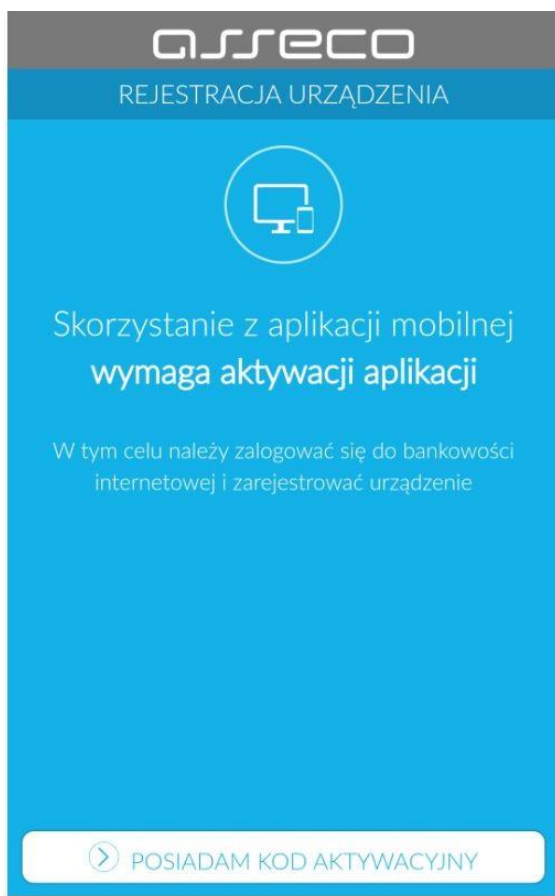 asseco
REJESTRACJA URZĄDZENIA
Skorzystanie z aplikacji mobilnej
wymaga aktywacji aplikacji
W tym celu należy zalogować się do bankowości
internetowej i zarejestrować urządzenie
POSIADAM KOD AKTYWACYJNY